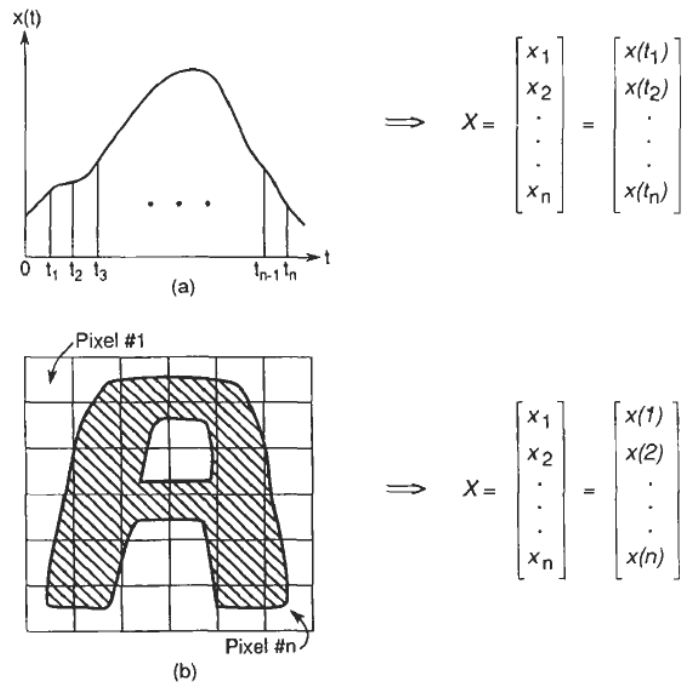 x(t)
x1 x(t1)
x2 x(t2)
⟹ X = . = .
. .
. .
xn x(tn)
. . .
0 t1 t2 t3 tn-1 tn t
(a)
Pixel #1
x1 x(1)
x2 x(2)
⟹ X = . = .
. .
. .
xn x(n)
Pixel #n
(b)